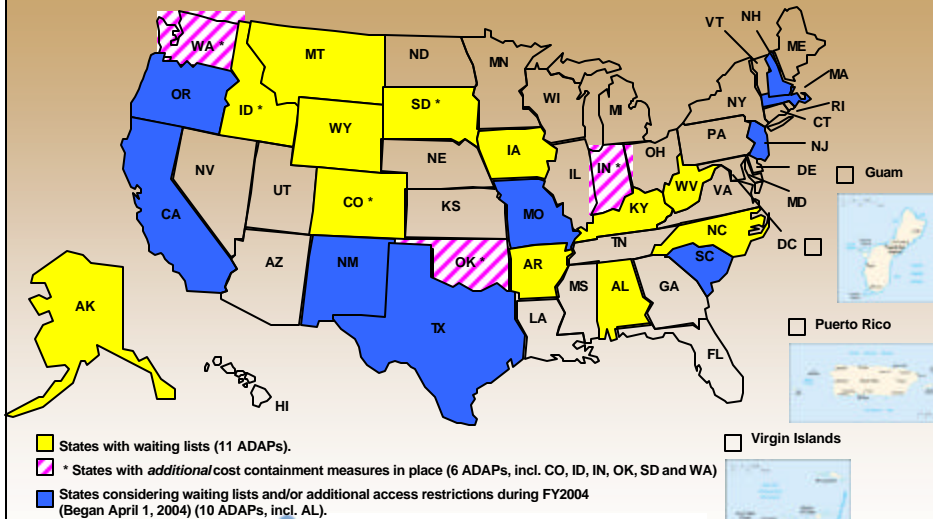 VT
NH
WA *
MT
ND
MN
ME
MA
OR
ID *
SD *
WI
MI
NY
RI
CT
WY
IA
PA
NJ
NV
NE
IL
IN *
OH
DE
Guam
UT
CO *
WV
VA
MD
CA
KS
MO
KY
NC
DC
AZ
NM
OK *
AR
TN
SC
AK
TX
MS
AL
GA
LA
Puerto Rico
FL
HI
Virgin Islands
States with waiting lists (11 ADAPs).
* States with additional cost containment measures in place (6 ADAPs, incl. CO, ID, IN, OK, SD and WA)
States considering waiting lists and/or additional access restrictions during FY2004
(Began April 1, 2004) (10 ADAPs, incl. AL).